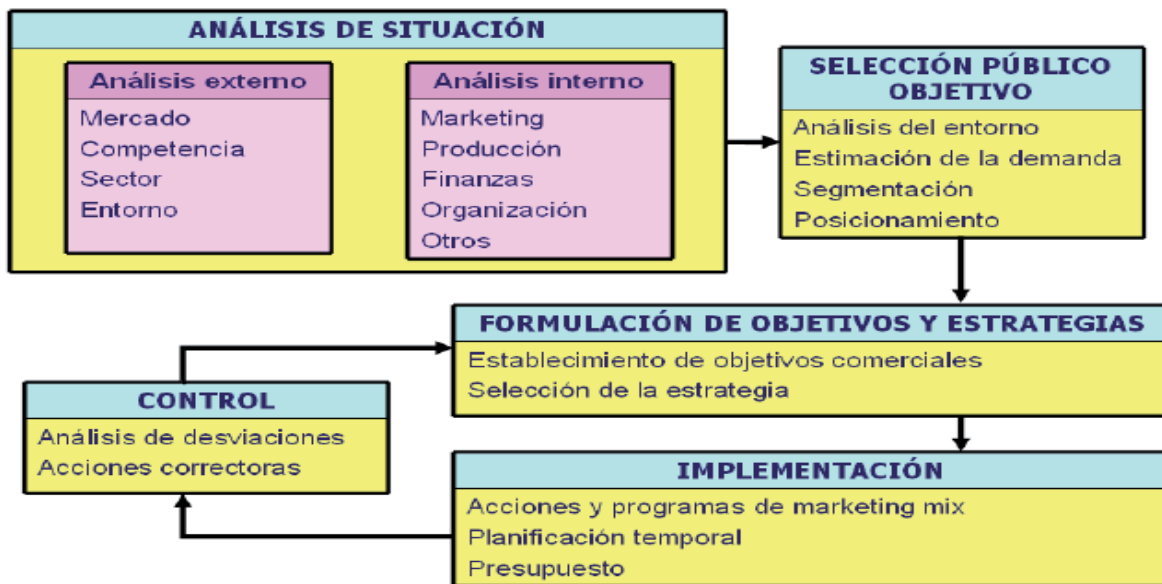 ANÁLISIS DE SITUACIÓN
Análisis externo
Mercado
Competencia
Sector
Entorno
Análisis interno
Marketing
Producción
Finanzas
Organización
Otros
SELECCIÓN PÚBLICO
OBJETIVO
Análisis del entorno
Estimación de la demanda
Segmentación
Posicionamiento
FORMULACIÓN DE OBJETIVOS Y ESTRATEGIAS
Establecimiento de objetivos comerciales
Selección de la estrategia
IMPLEMENTACIÓN
Acciones y programas de marketing mix
Planificación temporal
Presupuesto
CONTROL
Análisis de desviaciones
Acciones correctoras